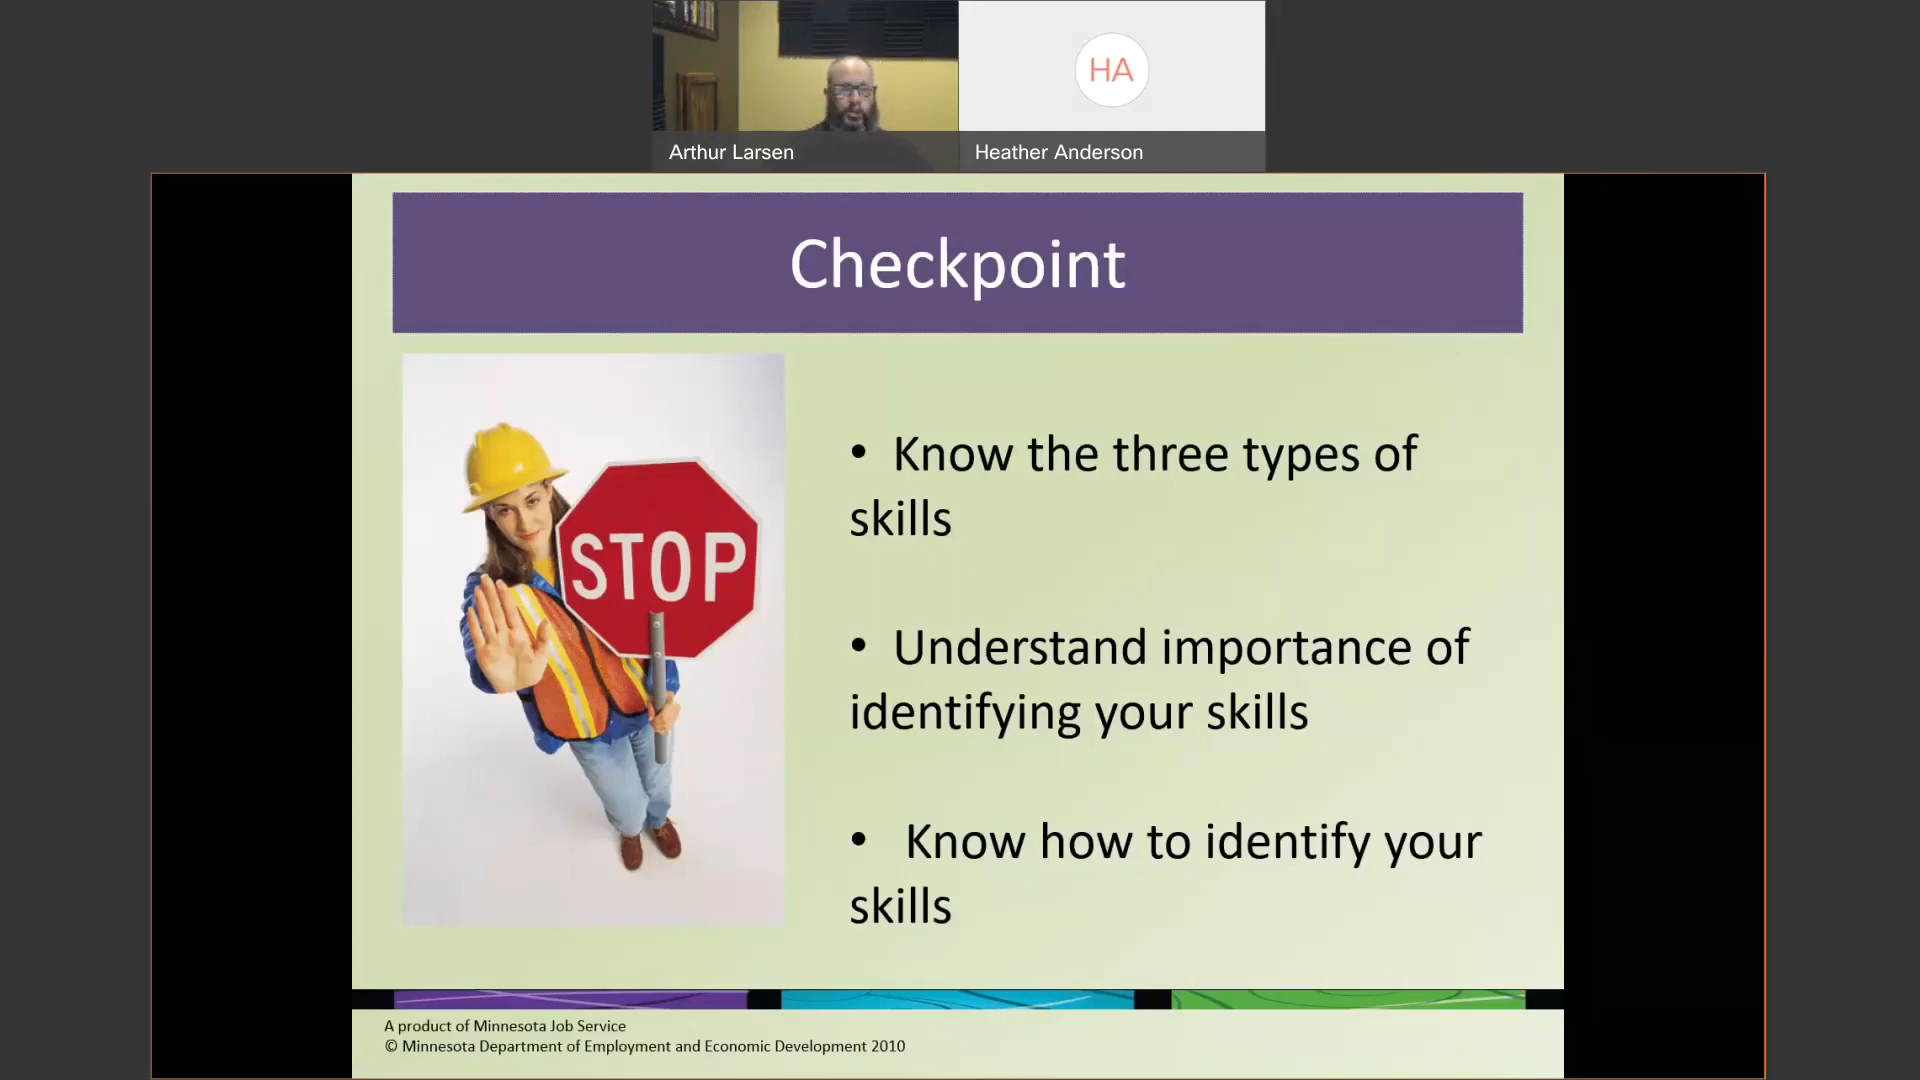 HA
Arthur Larsen
Heather Anderson
Checkpoint
STOP
• Know the three types of
skills
• Understand importance of
identifying your skills
• Know how to identify your
skills
A product of Minnesota Job Service
© Minnesota Department of Employment and Economic Development 2010